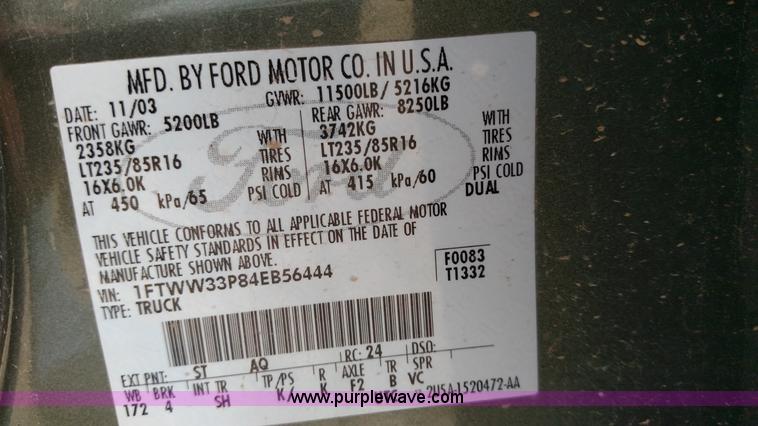 MFD. BY FORD MOTOR CO. IN U.S.A.
DATE: 11/03 GVWR: 11500LB/ 5216KG
FRONT GAWR: 5200LB REAR GAWR: 8250LB
2358KG WITH 3742KG WITH
LT235/85R16 TIRES LT235/85R16 TIRES
16X6.0K RIMS 16X6.0K RIMS
AT 450 kPa/65 PSI COLD AT 415 kPa/60 PSI COLD
DUAL
Ford
THIS VEHICLE CONFORMS TO ALL APPLICABLE FEDERAL MOTOR
VEHICLE SAFETY STANDARDS IN EFFECT ON THE DATE OF
MANUFACTURE SHOWN ABOVE.
VIN: 1FTWW33P84EB56444 F0083
TYPE: TRUCK T1332
EXT PNT: ST AQ RC: 24 DSO:
WB BRK INT TR TP/PS R AXLE TR SPR
172 4 SH K/ K F2 B VC
2U5A-1520472-AA
www.purplewave.com